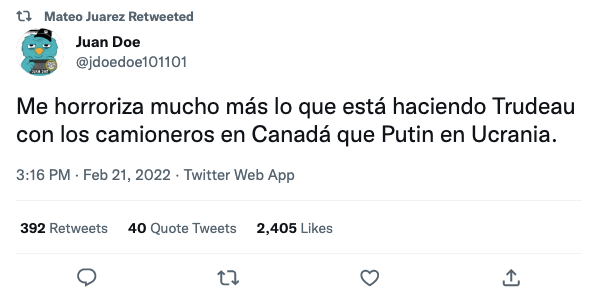 Mateo Juarez Retweeted
Juan Doe
@jdoedoe101101
Me horroriza mucho más lo que está haciendo Trudeau
con los camioneros en Canadá que Putin en Ucrania.
3:16 PM · Feb 21, 2022 · Twitter Web App
392 Retweets 40 Quote Tweets 2,405 Likes